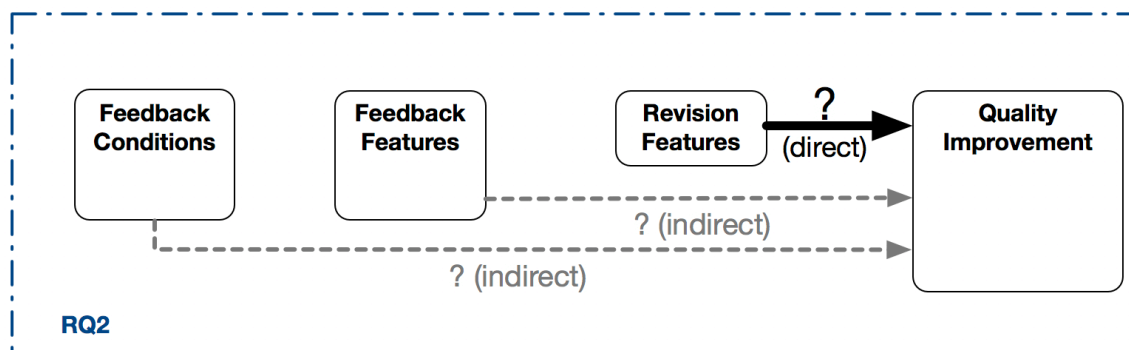 Feedback
Conditions
Feedback
Features
Revision
Features
?
(direct)
Quality
Improvement
? (indirect)
? (indirect)
RQ2